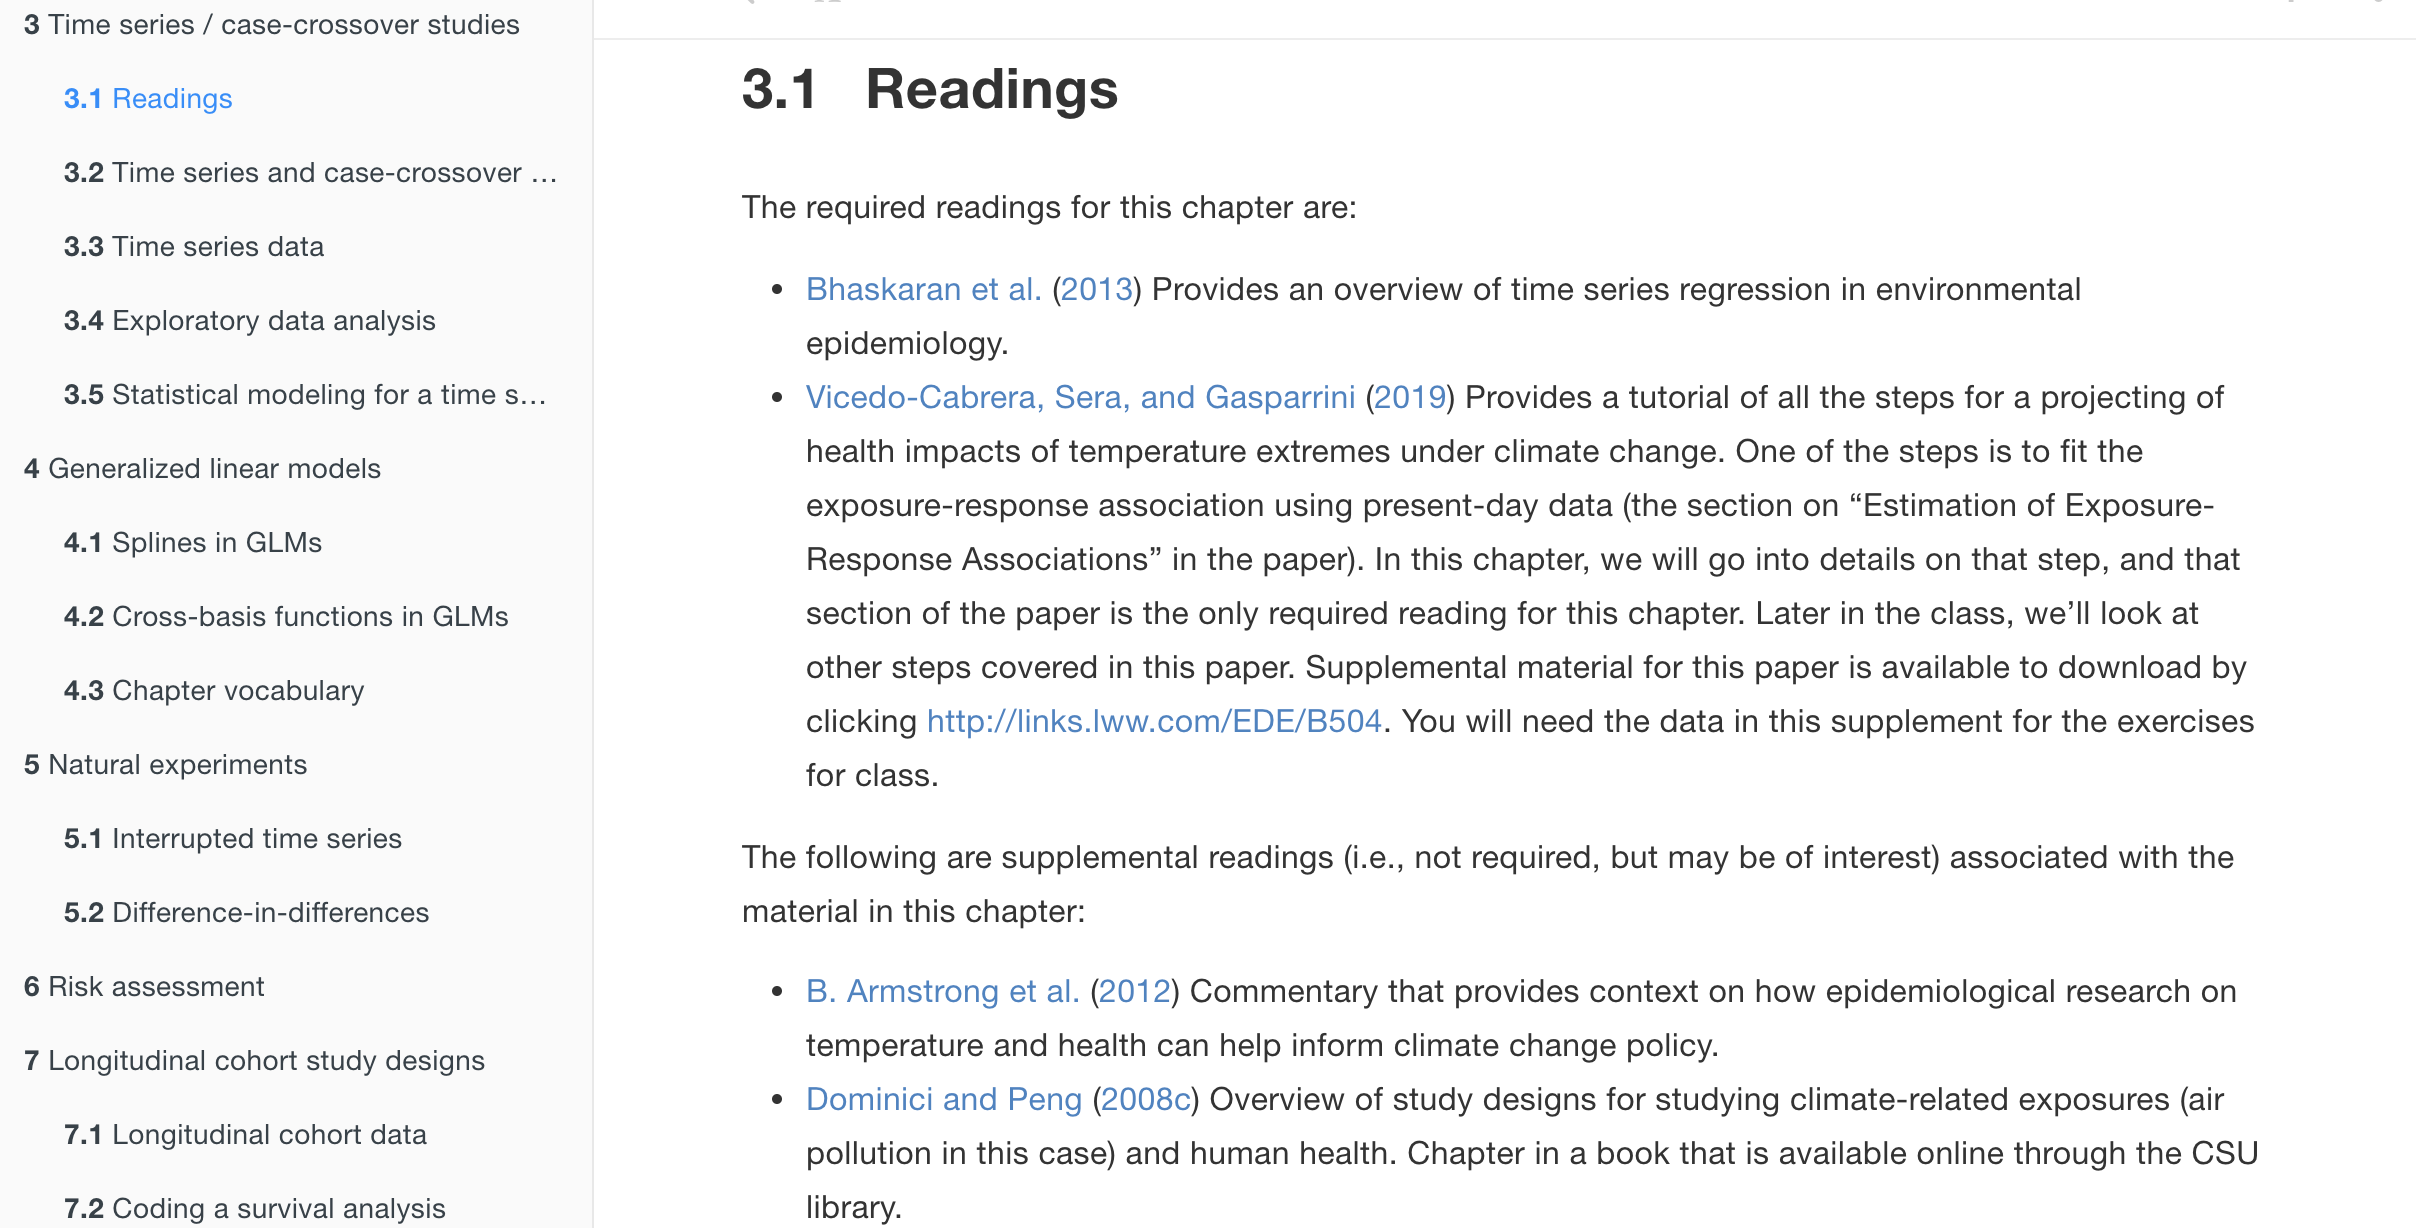 3 Time series / case-crossover studies
3.1 Readings
3.2 Time series and case-crossover …
3.3 Time series data
3.4 Exploratory data analysis
3.5 Statistical modeling for a time s…
4 Generalized linear models
4.1 Splines in GLMs
4.2 Cross-basis functions in GLMs
4.3 Chapter vocabulary
5 Natural experiments
5.1 Interrupted time series
5.2 Difference-in-differences
6 Risk assessment
7 Longitudinal cohort study designs
7.1 Longitudinal cohort data
7.2 Coding a survival analysis
3.1 Readings
The required readings for this chapter are:
• Bhaskaran et al. (2013) Provides an overview of time series regression in environmental
epidemiology.
• Vicedo-Cabrera, Sera, and Gasparrini (2019) Provides a tutorial of all the steps for a projecting of
health impacts of temperature extremes under climate change. One of the steps is to fit the
exposure-response association using present-day data (the section on “Estimation of Exposure-
Response Associations” in the paper). In this chapter, we will go into details on that step, and that
section of the paper is the only required reading for this chapter. Later in the class, we’ll look at
other steps covered in this paper. Supplemental material for this paper is available to download by
clicking http://links.lww.com/EDE/B504. You will need the data in this supplement for the exercises
for class.
The following are supplemental readings (i.e., not required, but may be of interest) associated with the
material in this chapter:
• B. Armstrong et al. (2012) Commentary that provides context on how epidemiological research on
temperature and health can help inform climate change policy.
• Dominici and Peng (2008c) Overview of study designs for studying climate-related exposures (air
pollution in this case) and human health. Chapter in a book that is available online through the CSU
library.